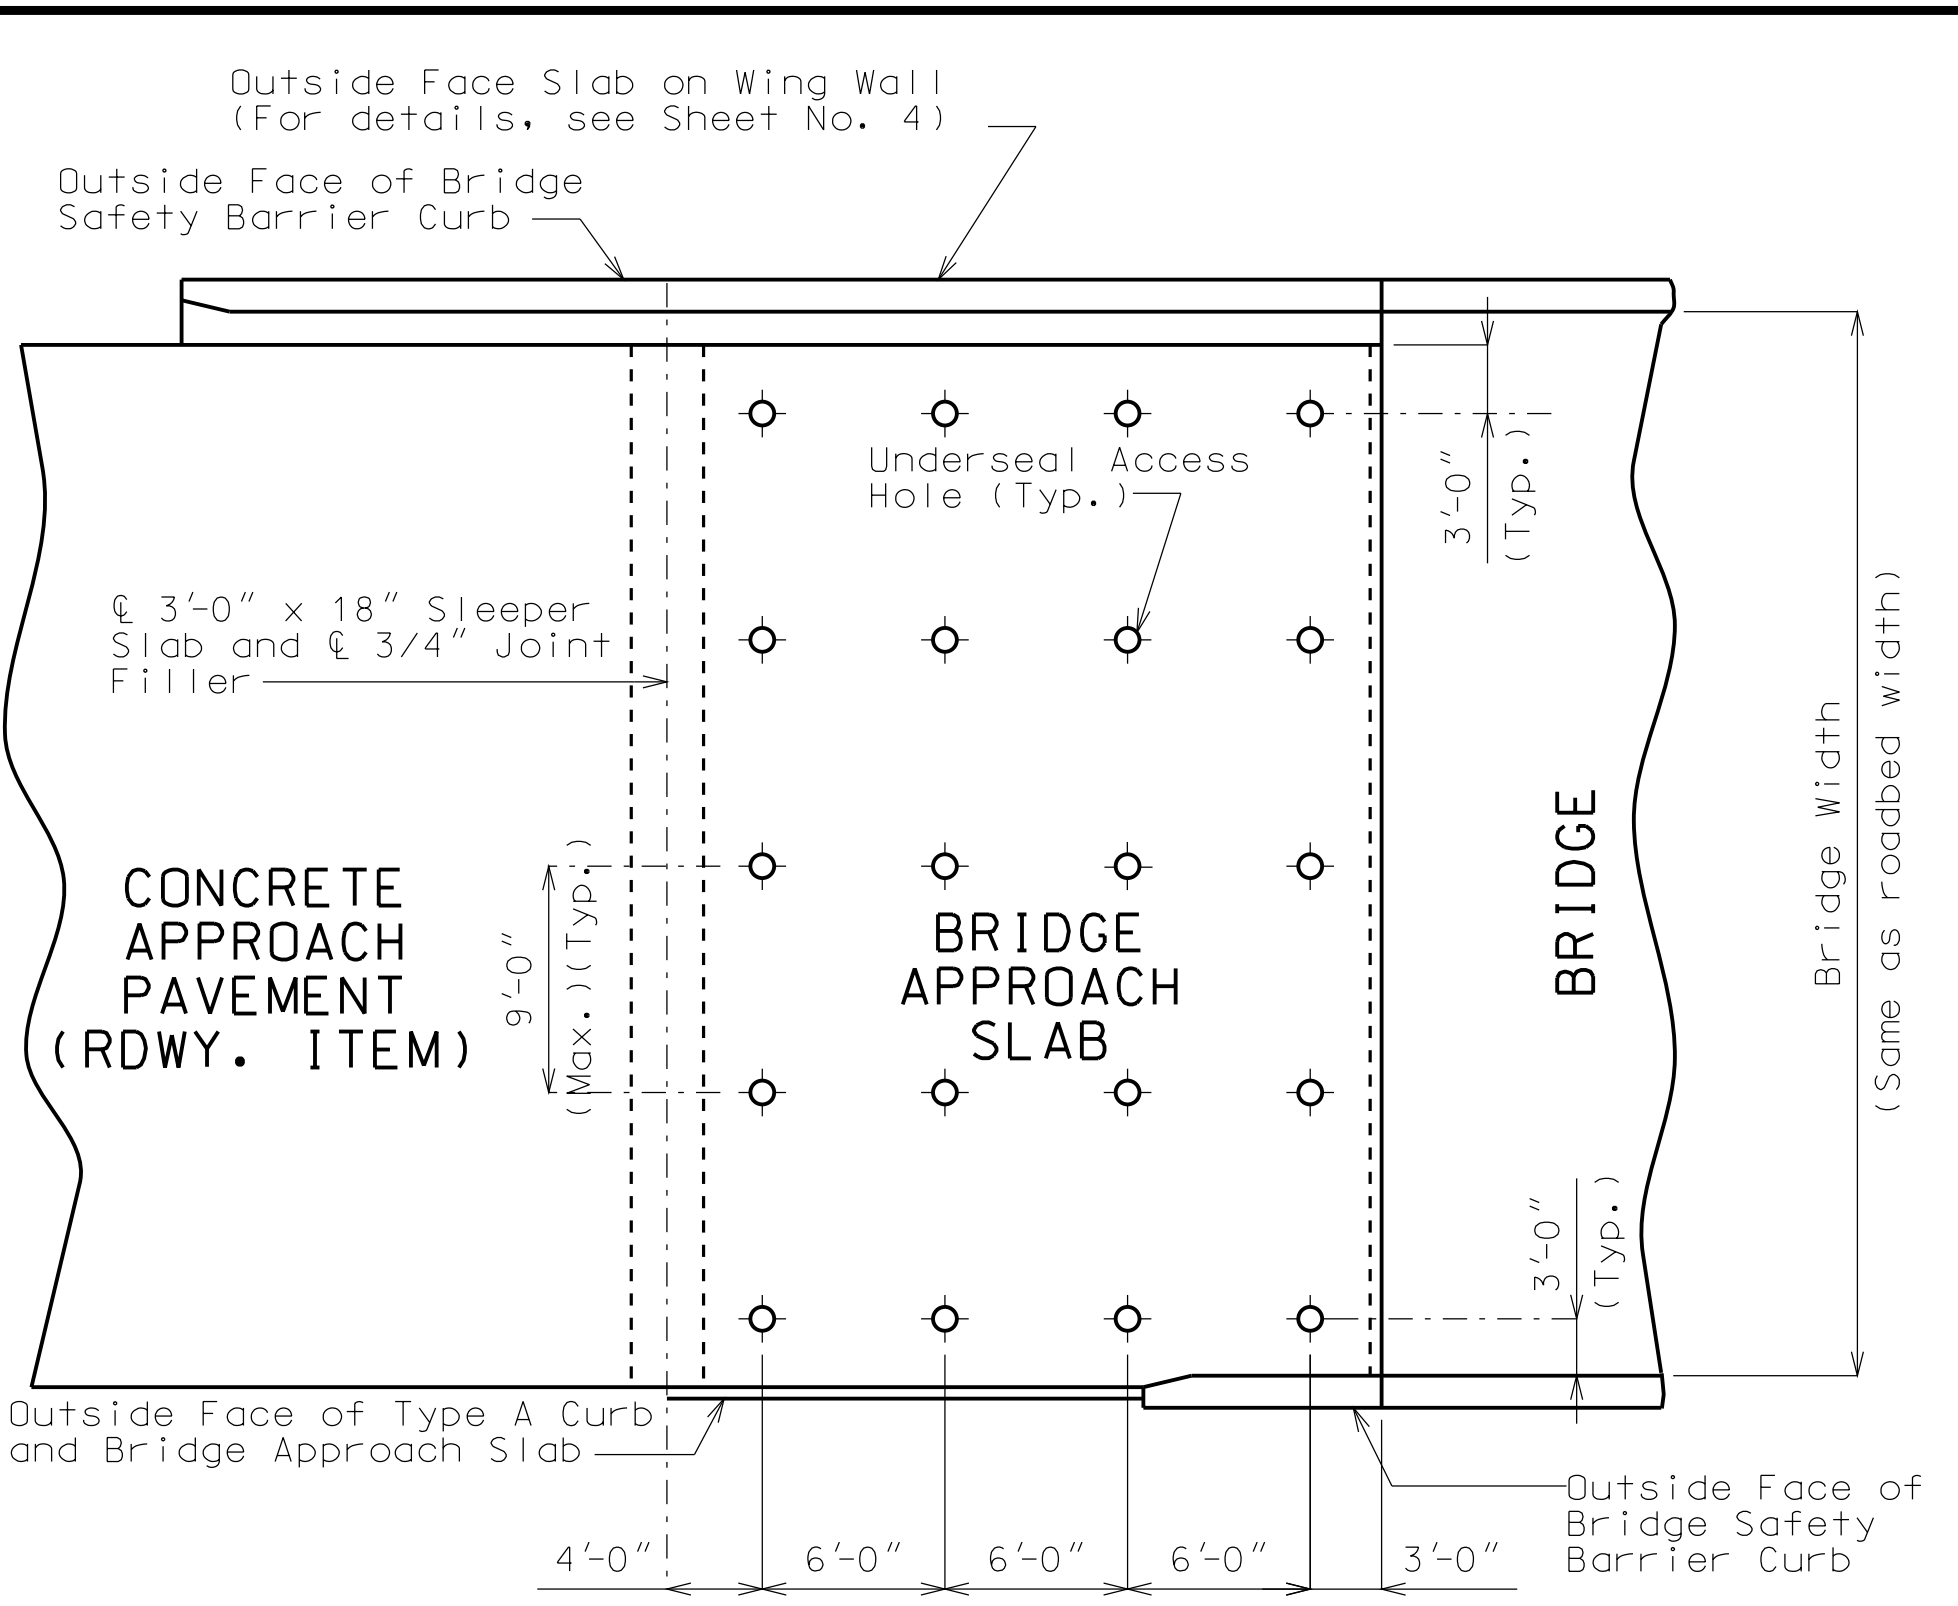 Outside Face Slab on Wing Wall
(For details, see Sheet No. 4)
Outside Face of Bridge
Safety Barrier Curb
Underseal Access
Hole (Typ.)
3'-0"
(Typ.)
℄ 3'-0" x 18" Sleeper
Slab and ℄ 3/4" Joint
Filler
CONCRETE
APPROACH
PAVEMENT
(RDWY. ITEM)
9'-0"
(Max.)(Typ.)
BRIDGE
APPROACH
SLAB
BRIDGE
Bridge Width
(Same as roadbed width)
3'-0"
(Typ.)
Outside Face of Type A Curb
and Bridge Approach Slab
Outside Face of
Bridge Safety
Barrier Curb
4'-0" 6'-0" 6'-0" 6'-0" 3'-0"